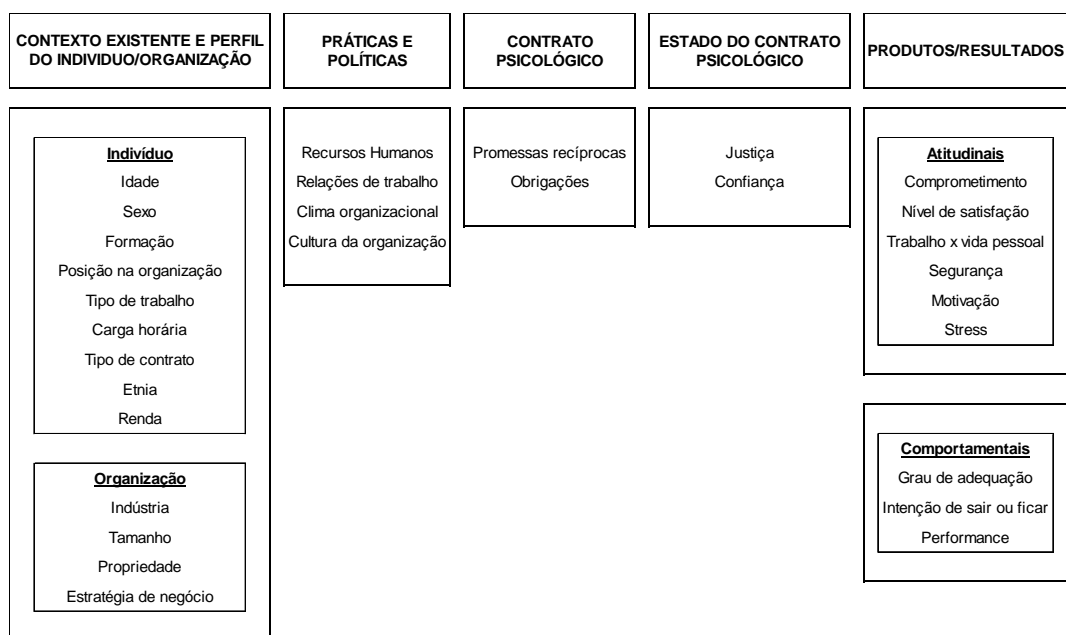 CONTEXTO EXISTENTE E PERFIL
DO INDIVIDUO/ORGANIZAÇÃO
PRÁTICAS E
POLÍTICAS
CONTRATO
PSICOLÓGICO
ESTADO DO CONTRATO
PSICOLÓGICO
PRODUTOS/RESULTADOS
Indivíduo
Idade
Sexo
Formação
Posição na organização
Tipo de trabalho
Carga horária
Tipo de contrato
Etnia
Renda
Organização
Indústria
Tamanho
Propriedade
Estratégia de negócio
Recursos Humanos
Relações de trabalho
Clima organizacional
Cultura da organização
Promessas recíprocas
Obrigações
Justiça
Confiança
Atitudinais
Comprometimento
Nível de satisfação
Trabalho x vida pessoal
Segurança
Motivação
Stress
Comportamentais
Grau de adequação
Intenção de sair ou ficar
Performance